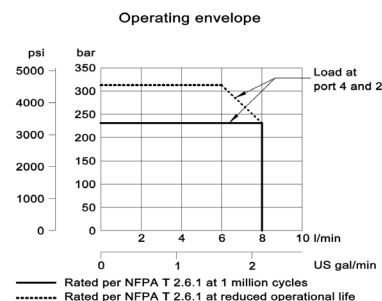 Operating envelope
psi
bar
5000
4000
3000
2000
1000
0
350
300
250
200
150
100
50
0
Load at
port 4 and 2
2 4 6 8 10 l/min
0 1 2 US gal/min
Rated per NFPA T 2.6.1 at 1 million cycles
Rated per NFPA T 2.6.1 at reduced operational life